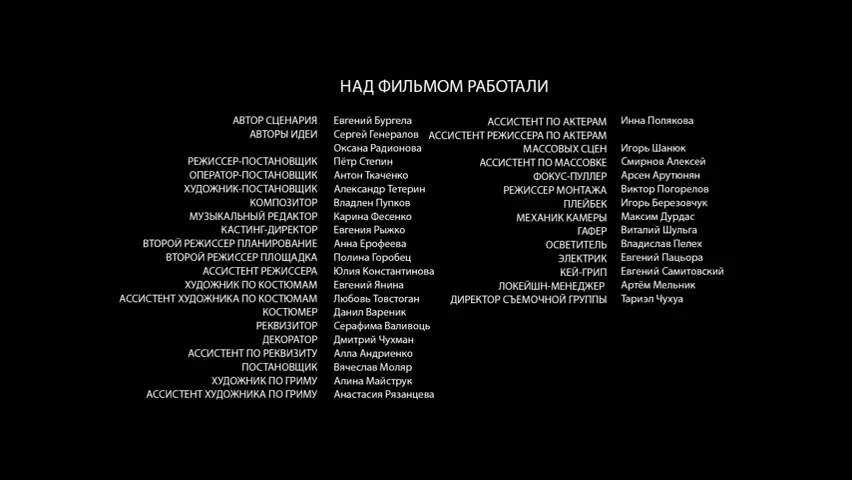 НАД ФИЛЬМОМ РАБОТАЛИ
АВТОР СЦЕНАРИЯ Евгений Бургела
АВТОРЫ ИДЕИ Сергей Генералов
Оксана Радионова
РЕЖИССЕР-ПОСТАНОВЩИК Пётр Степин
ОПЕРАТОР-ПОСТАНОВЩИК Антон Ткаченко
ХУДОЖНИК-ПОСТАНОВЩИК Александр Тетерин
КОМПОЗИТОР Владлен Пупков
МУЗЫКАЛЬНЫЙ РЕДАКТОР Карина Фесенко
КАСТИНГ-ДИРЕКТОР Евгения Рыжко
ВТОРОЙ РЕЖИССЕР ПЛАНИРОВАНИЕ Анна Ерофеева
ВТОРОЙ РЕЖИССЕР ПЛОЩАДКА Полина Горобец
АССИСТЕНТ РЕЖИССЕРА Юлия Константинова
ХУДОЖНИК ПО КОСТЮМАМ Евгений Янина
АССИСТЕНТ ХУДОЖНИКА ПО КОСТЮМАМ Любовь Товстоган
КОСТЮМЕР Данил Вареник
РЕКВИЗИТОР Серафима Валивоць
ДЕКОРАТОР Дмитрий Чухман
АССИСТЕНТ ПО РЕКВИЗИТУ Алла Андриенко
ПОСТАНОВЩИК Вячеслав Моляр
ХУДОЖНИК ПО ГРИМУ Алина Майструк
АССИСТЕНТ ХУДОЖНИКА ПО ГРИМУ Анастасия Рязанцева
АССИСТЕНТ ПО АКТЕРАМ Инна Полякова
АССИСТЕНТ РЕЖИССЕРА ПО АКТЕРАМ
МАССОВЫХ СЦЕН Игорь Шанюк
АССИСТЕНТ ПО МАССОВКЕ Смирнов Алексей
ФОКУС-ПУЛЛЕР Арсен Арутюнян
РЕЖИССЕР МОНТАЖА Виктор Погорелов
ПЛЕЙБЕК Игорь Березовчук
МЕХАНИК КАМЕРЫ Максим Дурдас
ГАФЕР Виталий Шульга
ОСВЕТИТЕЛЬ Владислав Пелех
ЭЛЕКТРИК Евгений Пацьора
КЕЙ-ГРИП Евгений Самитовский
ЛОКЕЙШН-МЕНЕДЖЕР Артём Мельник
ДИРЕКТОР СЪЕМОЧНОЙ ГРУППЫ Тариэл Чухуа